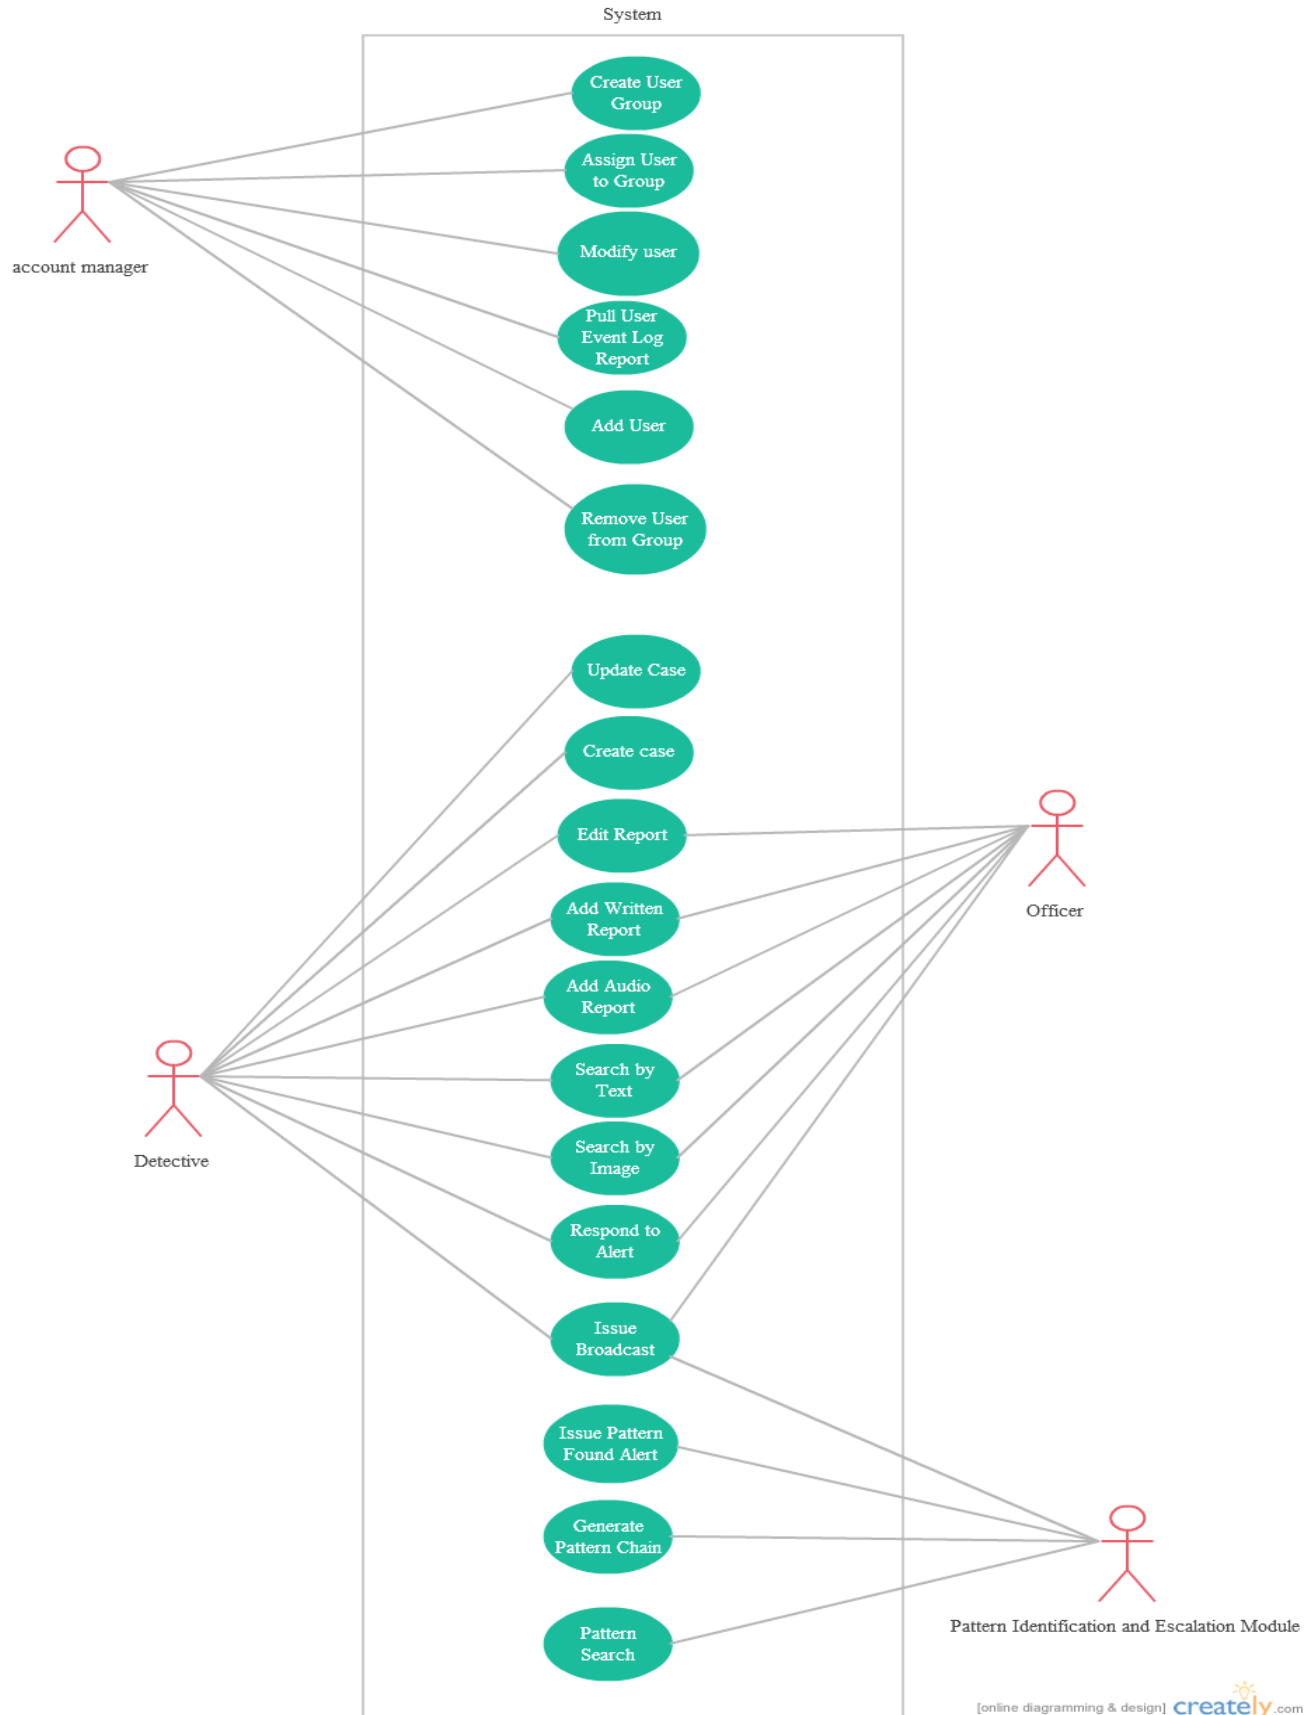 System
Create User
Group
Assign User
to Group
account manager
Modify user
Pull User
Event Log
Report
Add User
Remove User
from Group
Update Case
Create case
Edit Report
Officer
Add Written
Report
Add Audio
Report
Search by
Text
Detective
Search by
Image
Respond to
Alert
Issue
Broadcast
Issue Pattern
Found Alert
Generate
Pattern Chain
Pattern Identification and Escalation Module
Pattern
Search
[online diagramming & design] creately.com